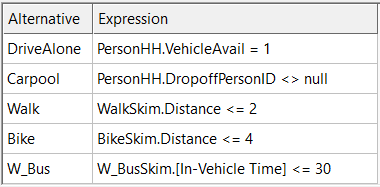 Alternative Expression
DriveAlone PersonHH.VehicleAvail = 1
Carpool PersonHH.DropoffPersonID <> null
Walk WalkSkim.Distance <= 2
Bike BikeSkim.Distance <= 4
W_Bus W_BusSkim.[In-Vehicle Time] <= 30